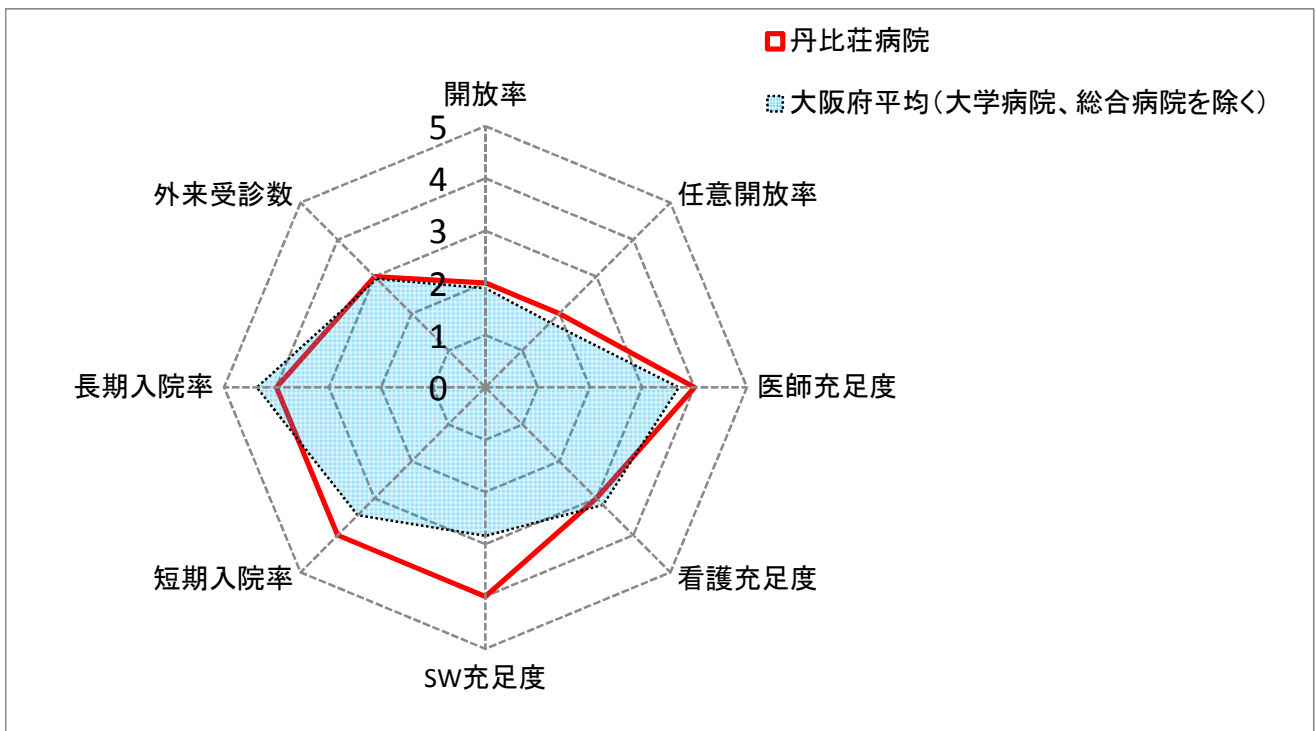 丹比荘病院
大阪府平均（大学病院、総合病院を除く）
開放率
5
4
3
2
1
0
任意開放率
医師充足度
看護充足度
SW充足度
短期入院率
長期入院率
外来受診数